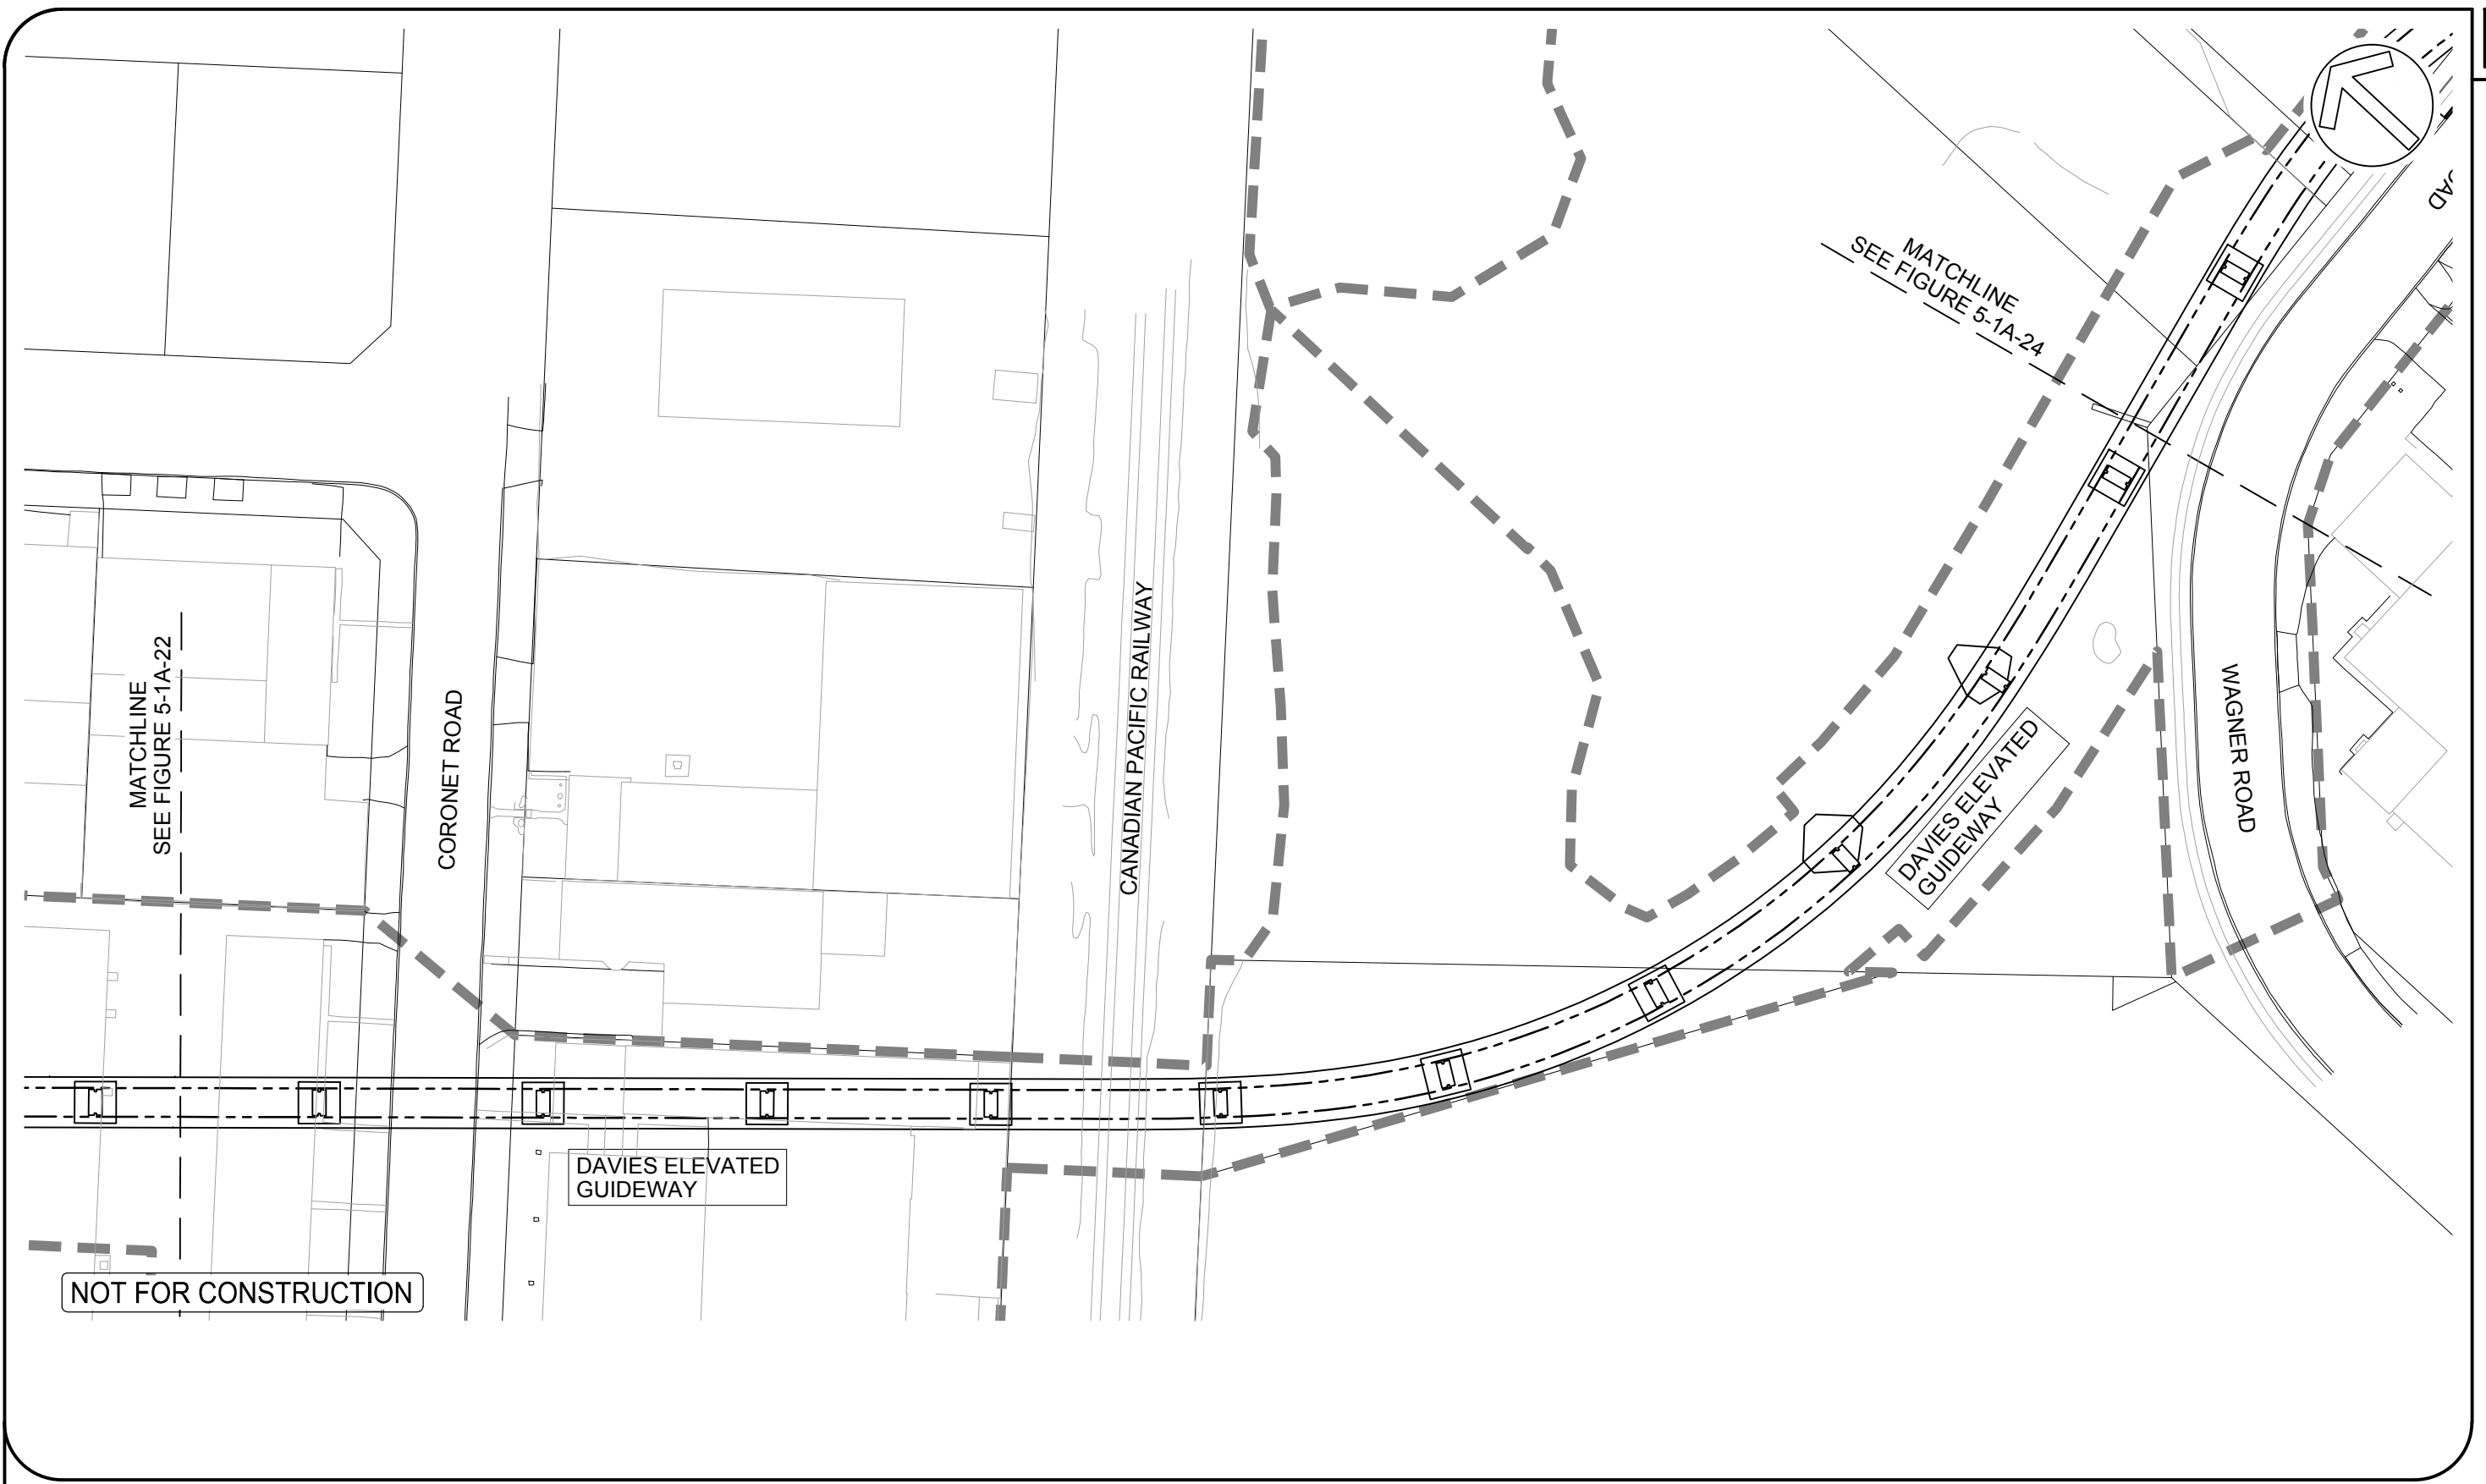 MATCHLINE
SEE FIGURE 5-1A-24
MATCHLINE
SEE FIGURE 5-1A-22
CORONET ROAD
CANADIAN PACIFIC RAILWAY
WAGNER ROAD
DAVIES ELEVATED
GUIDEWAY
DAVIES ELEVATED
GUIDEWAY
NOT FOR CONSTRUCTION